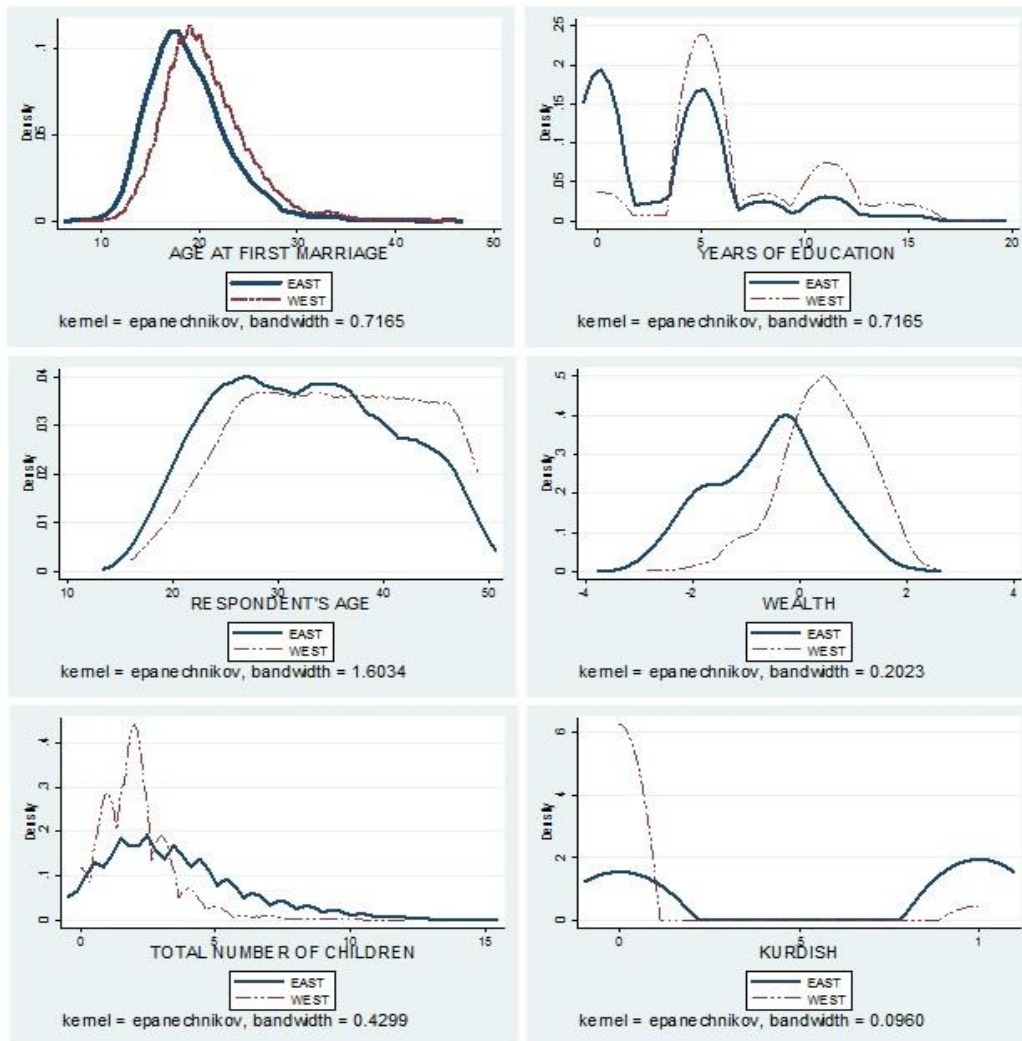 Density
0 .05 .1
10 20 30 40 50
AGE AT FIRST MARRIAGE
EAST
WEST
kernel = epanechnikov, bandwidth = 0.7165
Density
0 .05 .1 .15 .2 .25
0 5 10 15 20
YEARS OF EDUCATION
EAST
WEST
kernel = epanechnikov, bandwidth = 0.7165
Density
0 .01 .02 .03 .04
10 20 30 40 50
RESPONDENT'S AGE
EAST
WEST
kernel = epanechnikov, bandwidth = 1.6034
Density
0 .1 .2 .3 .4 .5
-4 -2 0 2 4
WEALTH
EAST
WEST
kernel = epanechnikov, bandwidth = 0.2023
Density
0 .1 .2 .3 .4
0 5 10 15
TOTAL NUMBER OF CHILDREN
EAST
WEST
kernel = epanechnikov, bandwidth = 0.4299
Density
0 2 4 6
0 .5 1
KURDISH
EAST
WEST
kernel = epanechnikov, bandwidth = 0.0960